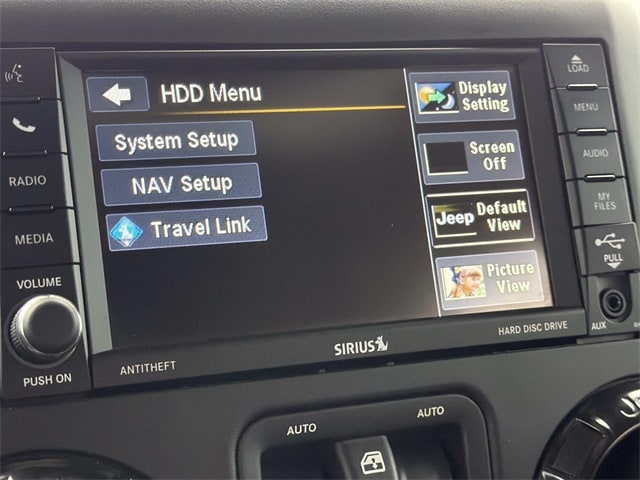 HDD Menu
System Setup
NAV Setup
Travel Link
Display
Setting
Screen
Off
Jeep
Default
View
Picture
View
RADIO
MEDIA
VOLUME
PUSH ON
ANTITHEFT
SIRIUS
HARD DISC DRIVE
LOAD
MENU
AUDIO
MY
FILES
PULL
AUX
AUTO
AUTO